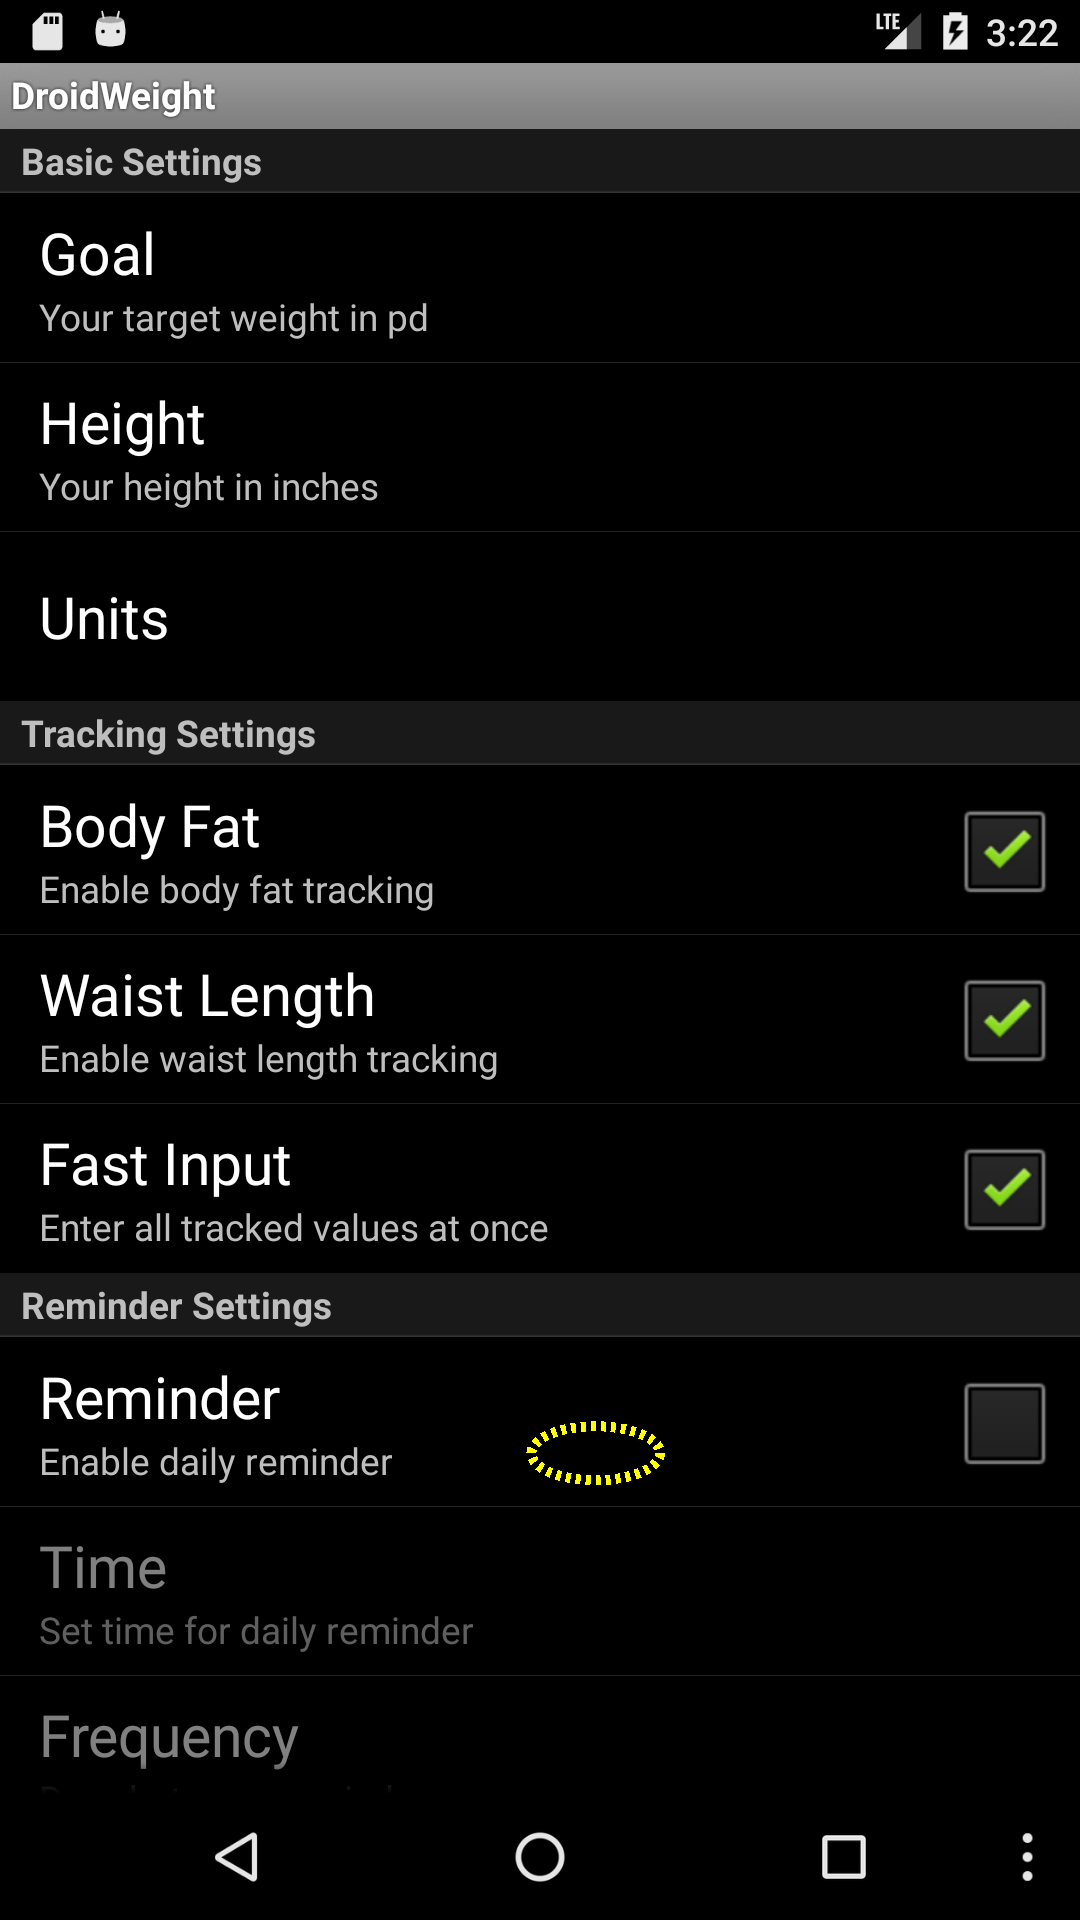 LTE 3:22
DroidWeight
Basic Settings
Goal
Your target weight in pd
Height
Your height in inches
Units
Tracking Settings
Body Fat
Enable body fat tracking
Waist Length
Enable waist length tracking
Fast Input
Enter all tracked values at once
Reminder Settings
Reminder
Enable daily reminder
Time
Set time for daily reminder
Frequency